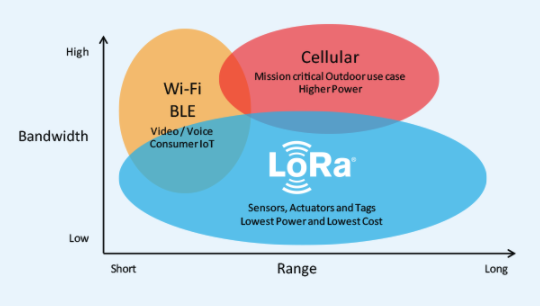 High
Cellular
Mission critical Outdoor use case
Higher Power
Wi-Fi
BLE
Video / Voice
Consumer IoT
Bandwidth
LoRa®
Sensors, Actuators and Tags
Lowest Power and Lowest Cost
Low
Short
Range
Long